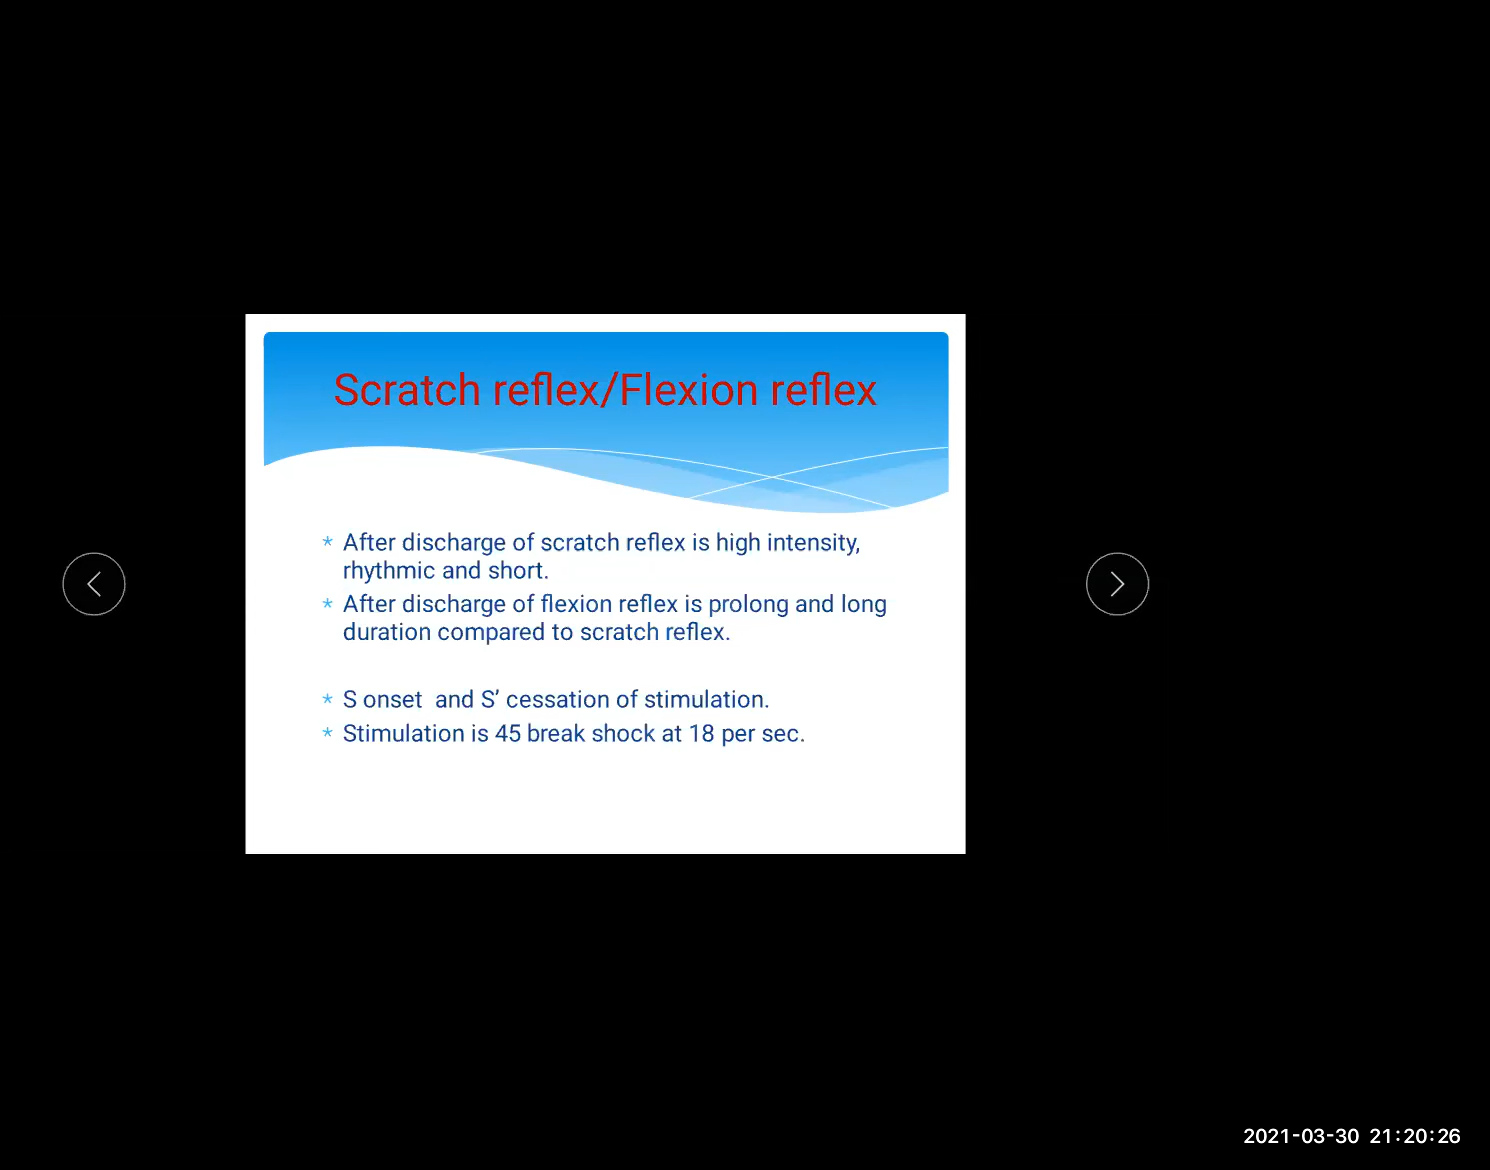 Scratch reflex/Flexion reflex
* After discharge of scratch reflex is high intensity,
rhythmic and short.
* After discharge of flexion reflex is prolong and long
duration compared to scratch reflex.
* S onset  and S’ cessation of stimulation.
* Stimulation is 45 break shock at 18 per sec.
2021-03-30 21:20:26